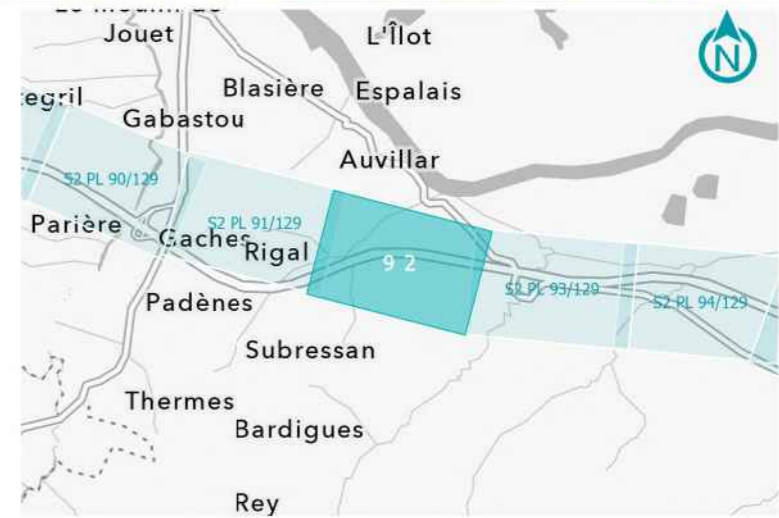 Jouet
L'Îlot
N
Blasière
Espalais
Gabastou
Auvillar
S2 PL 90/129
Parière
S2 PL 91/129
Gaches
Rigal
9 2
S2 PL 93/129
S2 PL 94/129
Padènes
Subressan
Thermes
Bardigues
Rey